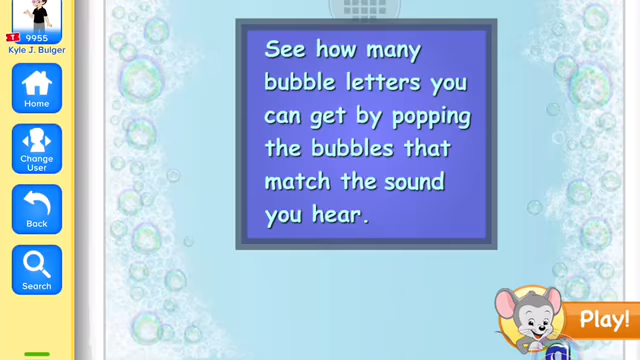 9955
Kyle J. Bulger
Home
Change
User
Back
Search
See how many
bubble letters you
can get by popping
the bubbles that
match the sound
you hear.
Play!